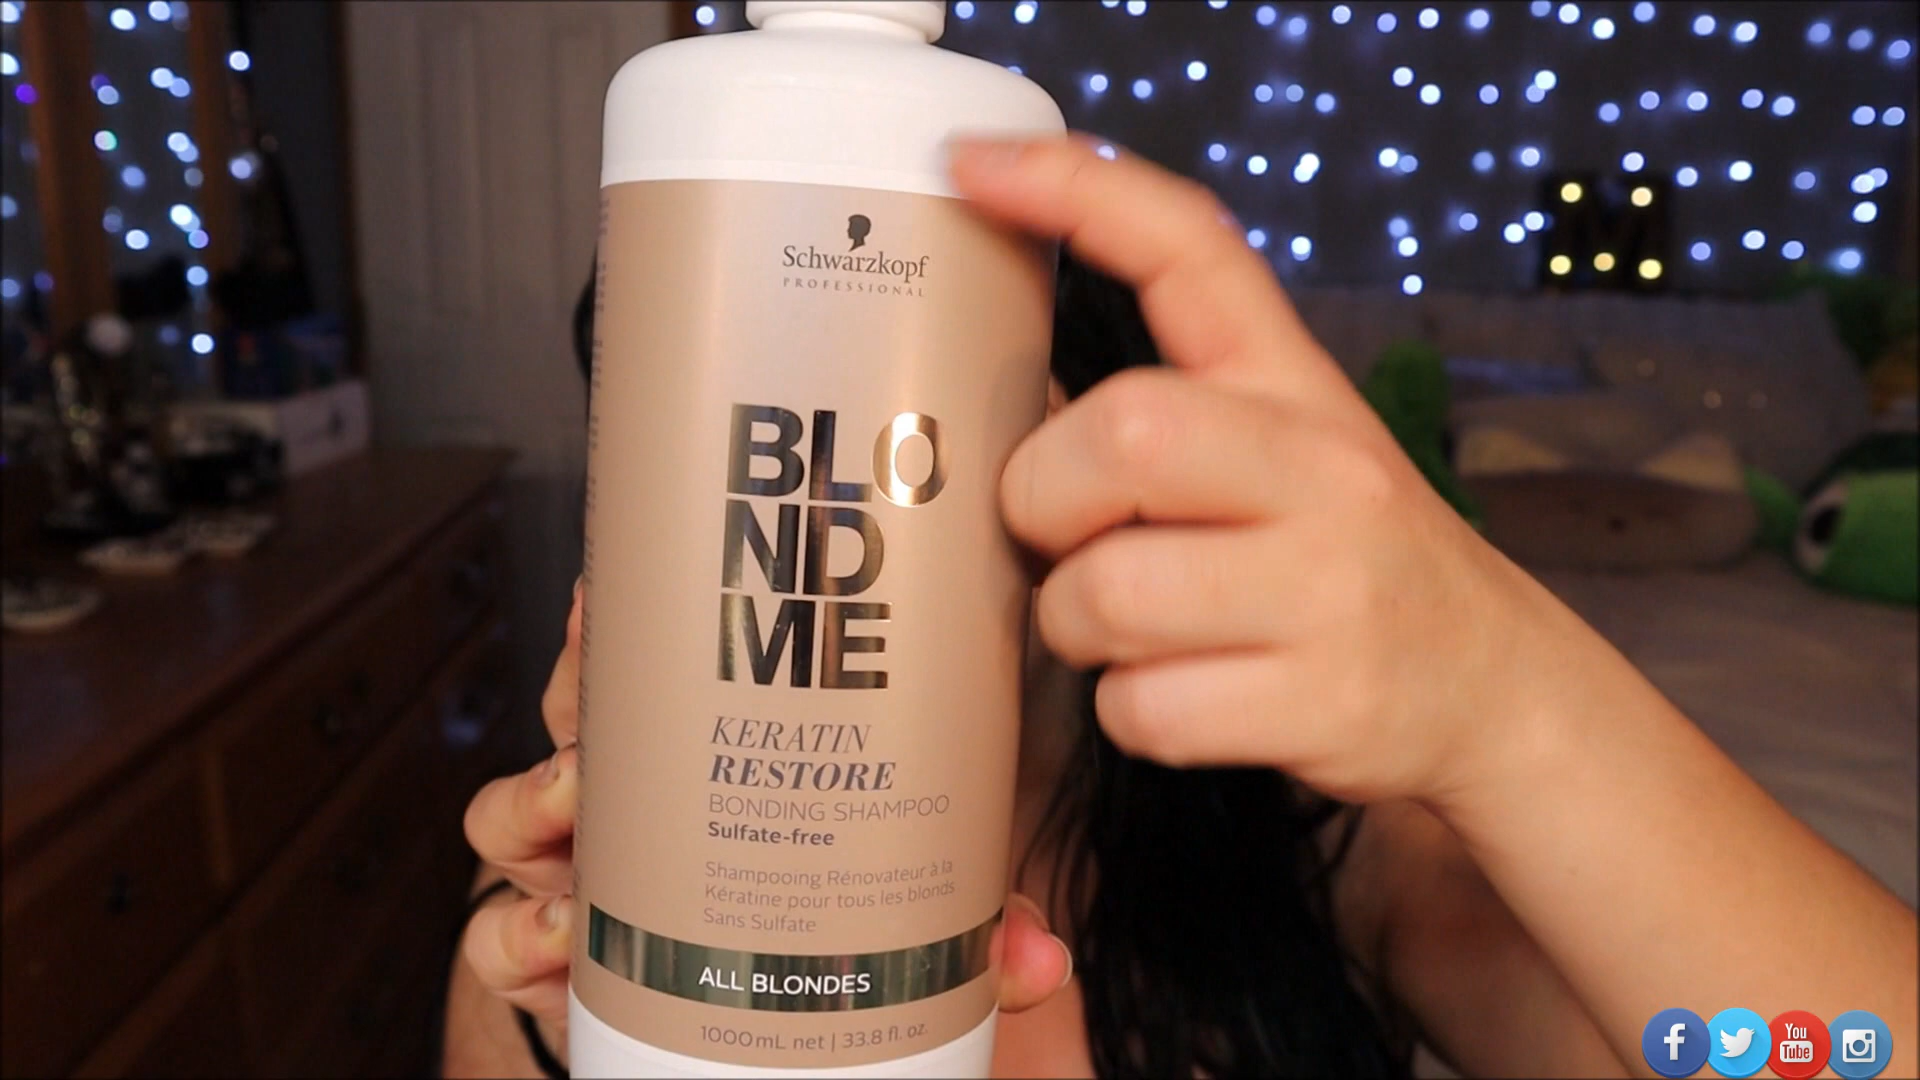 Schwarzkopf
PROFESSIONAL
BLO
ND
ME
KERATIN
RESTORE
BONDING SHAMPOO
Sulfate-free
Shampooing Rénovateur à la
Kératine pour tous les blonds
Sans Sulfate
ALL BLONDES
1000mL net | 33.8 fl. oz.
f
You
Tube